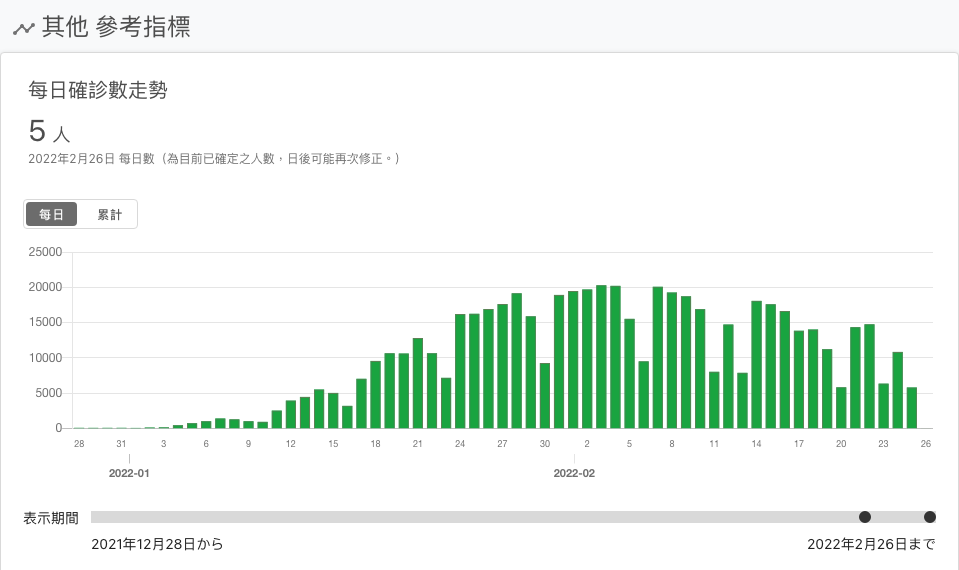 其他 參考指標
每日確診數走勢
5 人
2022年2月26日 每日數（為目前已確定之人數，日後可能再次修正。）
每日 累計
25000
20000
15000
10000
5000
0
28 31 3 6 9 12 15 18 21 24 27 30 2 5 8 11 14 17 20 23 26
2022-01 2022-02
表示期間
2021年12月28日から 2022年2月26日まで